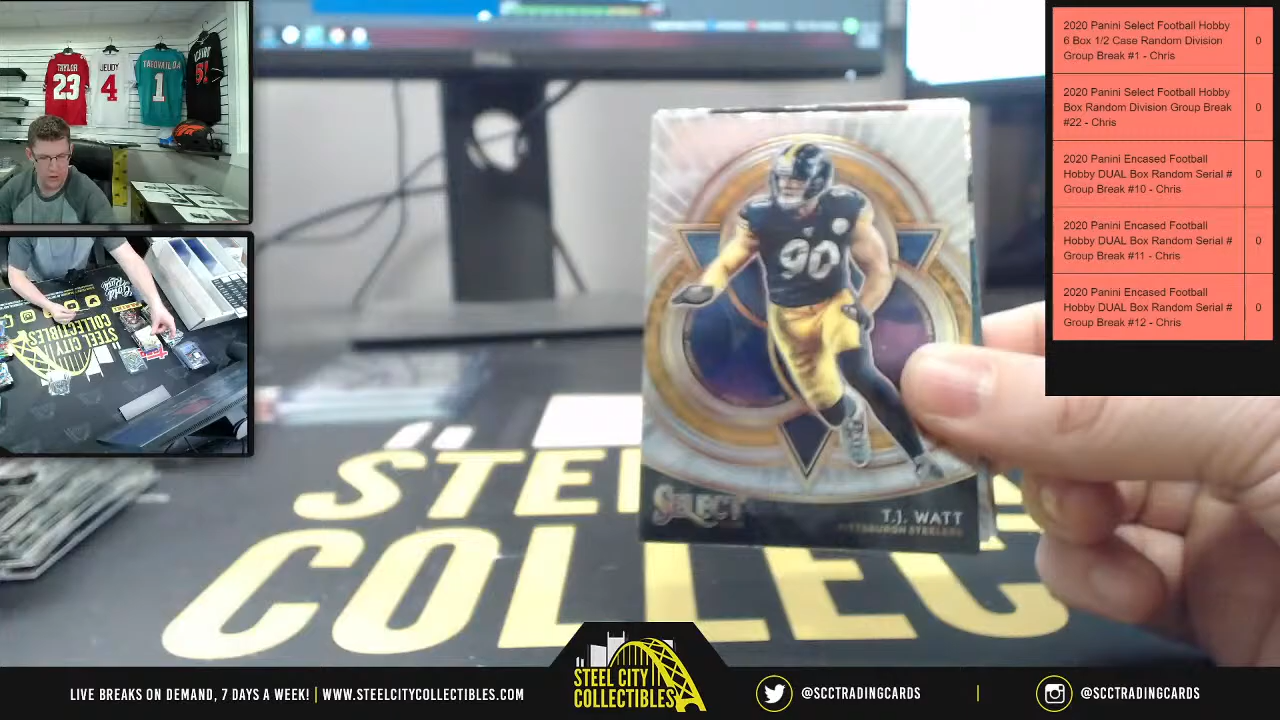 TAYLOR
23
JEUDY
4
TAGOVAILOA
1
STEEL CITY
COLLECTIBLES
STEE
COLLEC
90
SELECT
T.J. WATT
PITTSBURGH STEELERS
2020 Panini Select Football Hobby
6 Box 1/2 Case Random Division
Group Break #1 - Chris
0
2020 Panini Select Football Hobby
Box Random Division Group Break
#22 - Chris
0
2020 Panini Encased Football
Hobby DUAL Box Random Serial #
Group Break #10 - Chris
0
2020 Panini Encased Football
Hobby DUAL Box Random Serial #
Group Break #11 - Chris
0
2020 Panini Encased Football
Hobby DUAL Box Random Serial #
Group Break #12 - Chris
0
LIVE BREAKS ON DEMAND, 7 DAYS A WEEK! | WWW.STEELCITYCOLLECTIBLES.COM
STEEL CITY
COLLECTIBLES
@SCCTRADINGCARDS
@SCCTRADINGCARDS